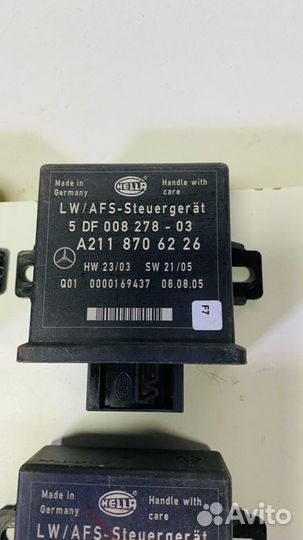 Made in Germany
HELLA
Handle with care
LW/AFS-Steuergerät
5 DF 008 278 - 03
A211 870 62 26
HW 23/03 SW 21/05
Q01 0000169437 08.08.05
F7
Made in Germany
HELLA
Handle with care
LW/AFS-Steuergerät
Avito